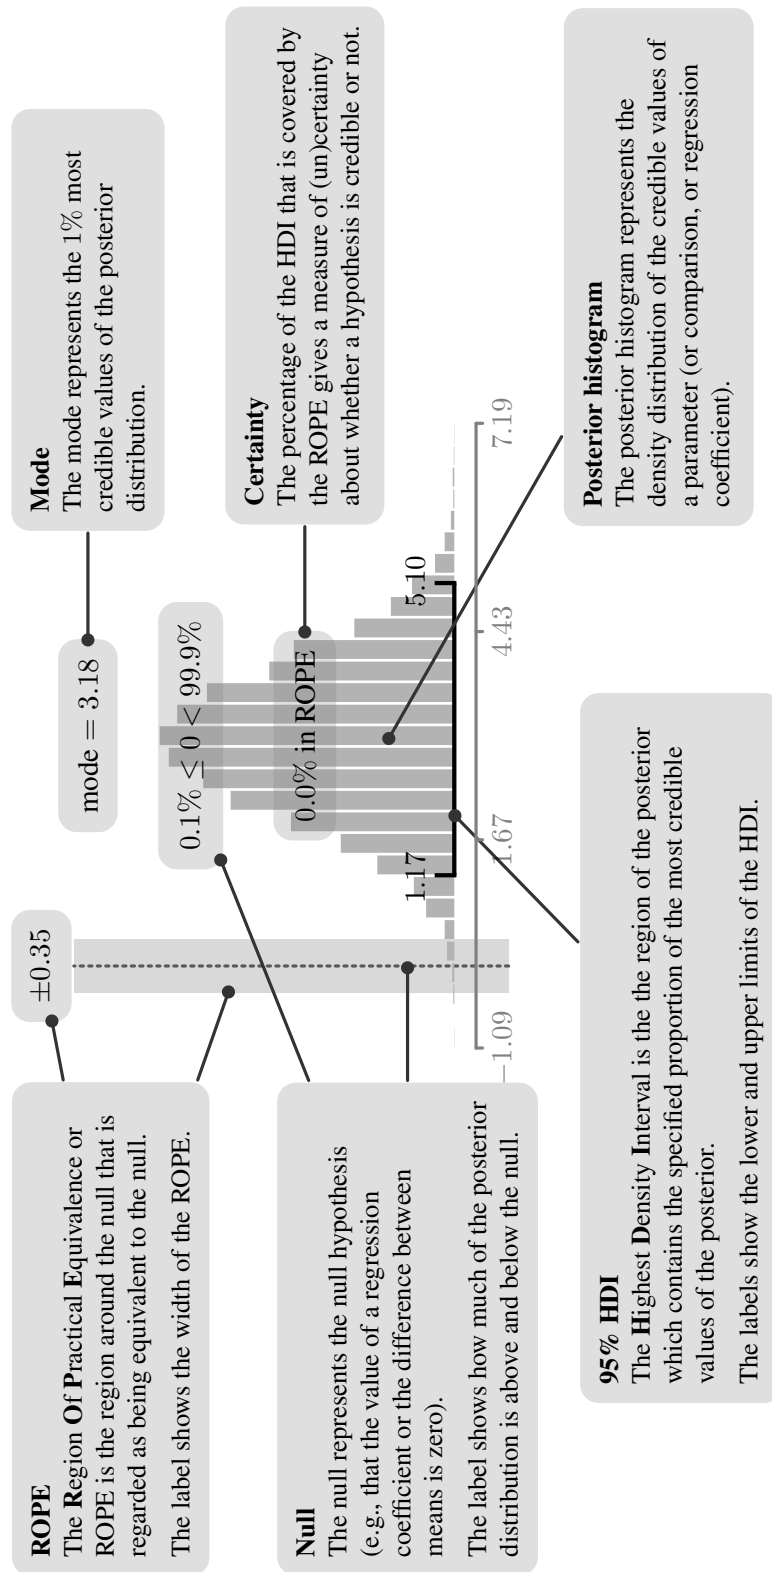 ROPE
The Region Of Practical Equivalence or
ROPE is the region around the null that is
regarded as being equivalent to the null.
The label shows the width of the ROPE.
±0.35
mode = 3.18
Mode
The mode represents the 1% most
credible values of the posterior
distribution.
Null
The null represents the null hypothesis
(e.g., that the value of a regression
coefficient or the difference between
means is zero).
The label shows how much of the posterior
distribution is above and below the null.
0.1% ≤ 0 < 99.9%
0.0% in ROPE
1.17
5.10
−1.09
1.67
4.43
7.19
Certainty
The percentage of the HDI that is covered by
the ROPE gives a measure of (un)certainty
about whether a hypothesis is credible or not.
95% HDI
The Highest Density Interval is the the region of the posterior
which contains the specified proportion of the most credible
values of the posterior.
The labels show the lower and upper limits of the HDI.
Posterior histogram
The posterior histogram represents the
density distribution of the credible values of
a parameter (or comparison, or regression
coefficient).